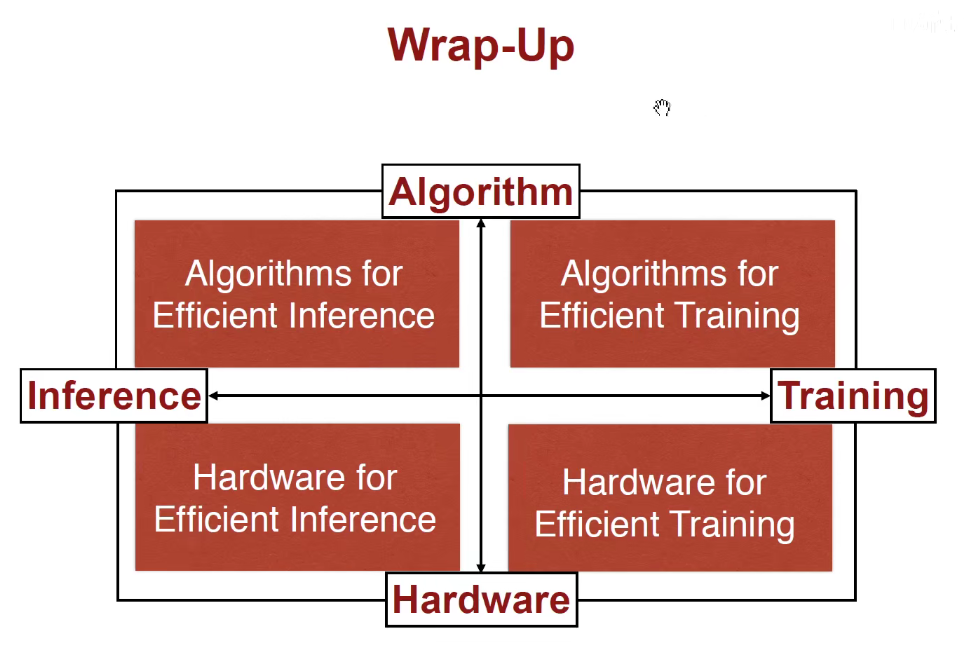 Wrap-Up
Algorithm
Algorithms for
Efficient Inference
Algorithms for
Efficient Training
Inference
Training
Hardware for
Efficient Inference
Hardware for
Efficient Training
Hardware